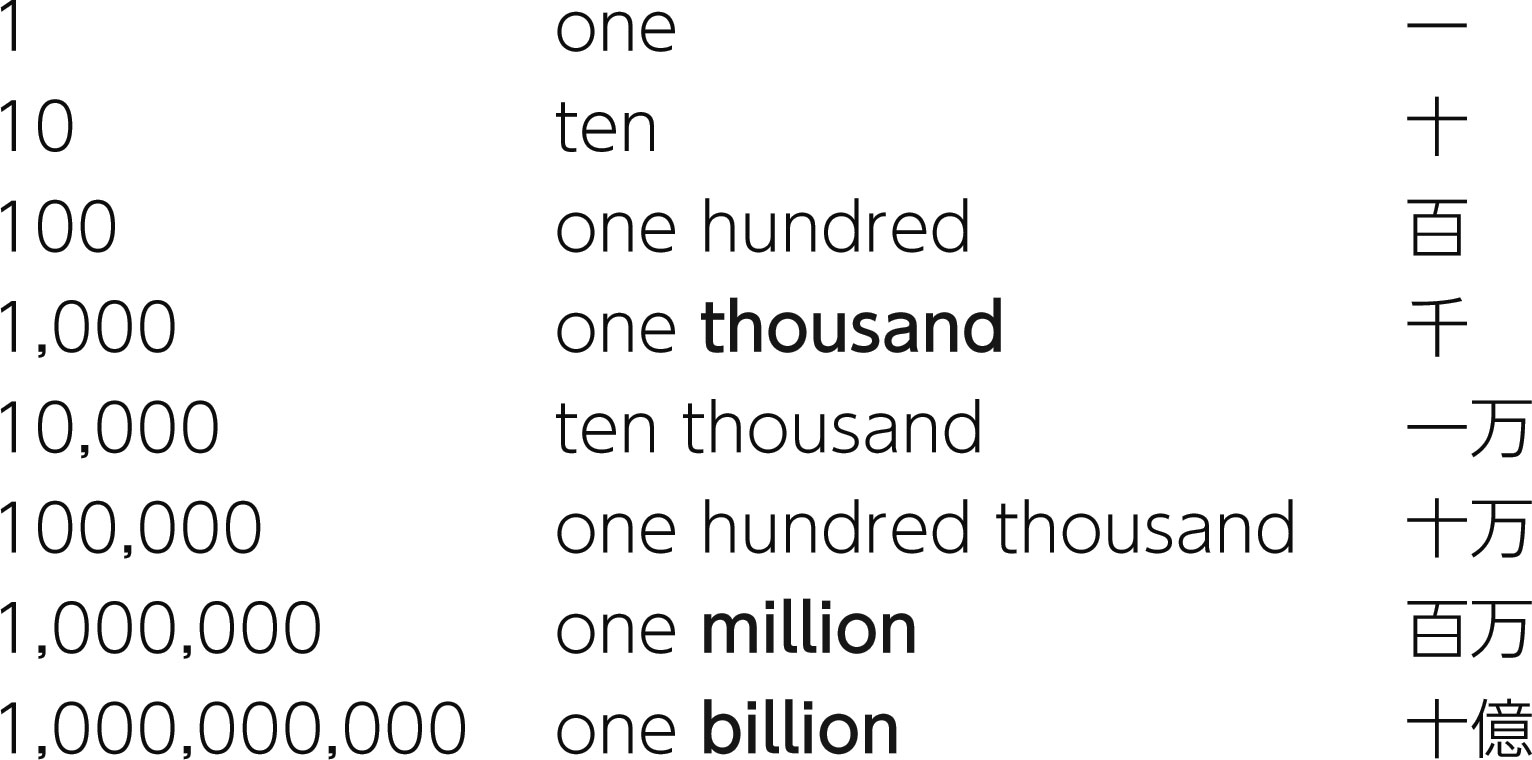 1 one 一
10 ten 十
100 one hundred 百
1,000 one thousand 千
10,000 ten thousand 一万
100,000 one hundred thousand 十万
1,000,000 one million 百万
1,000,000,000 one billion 十億